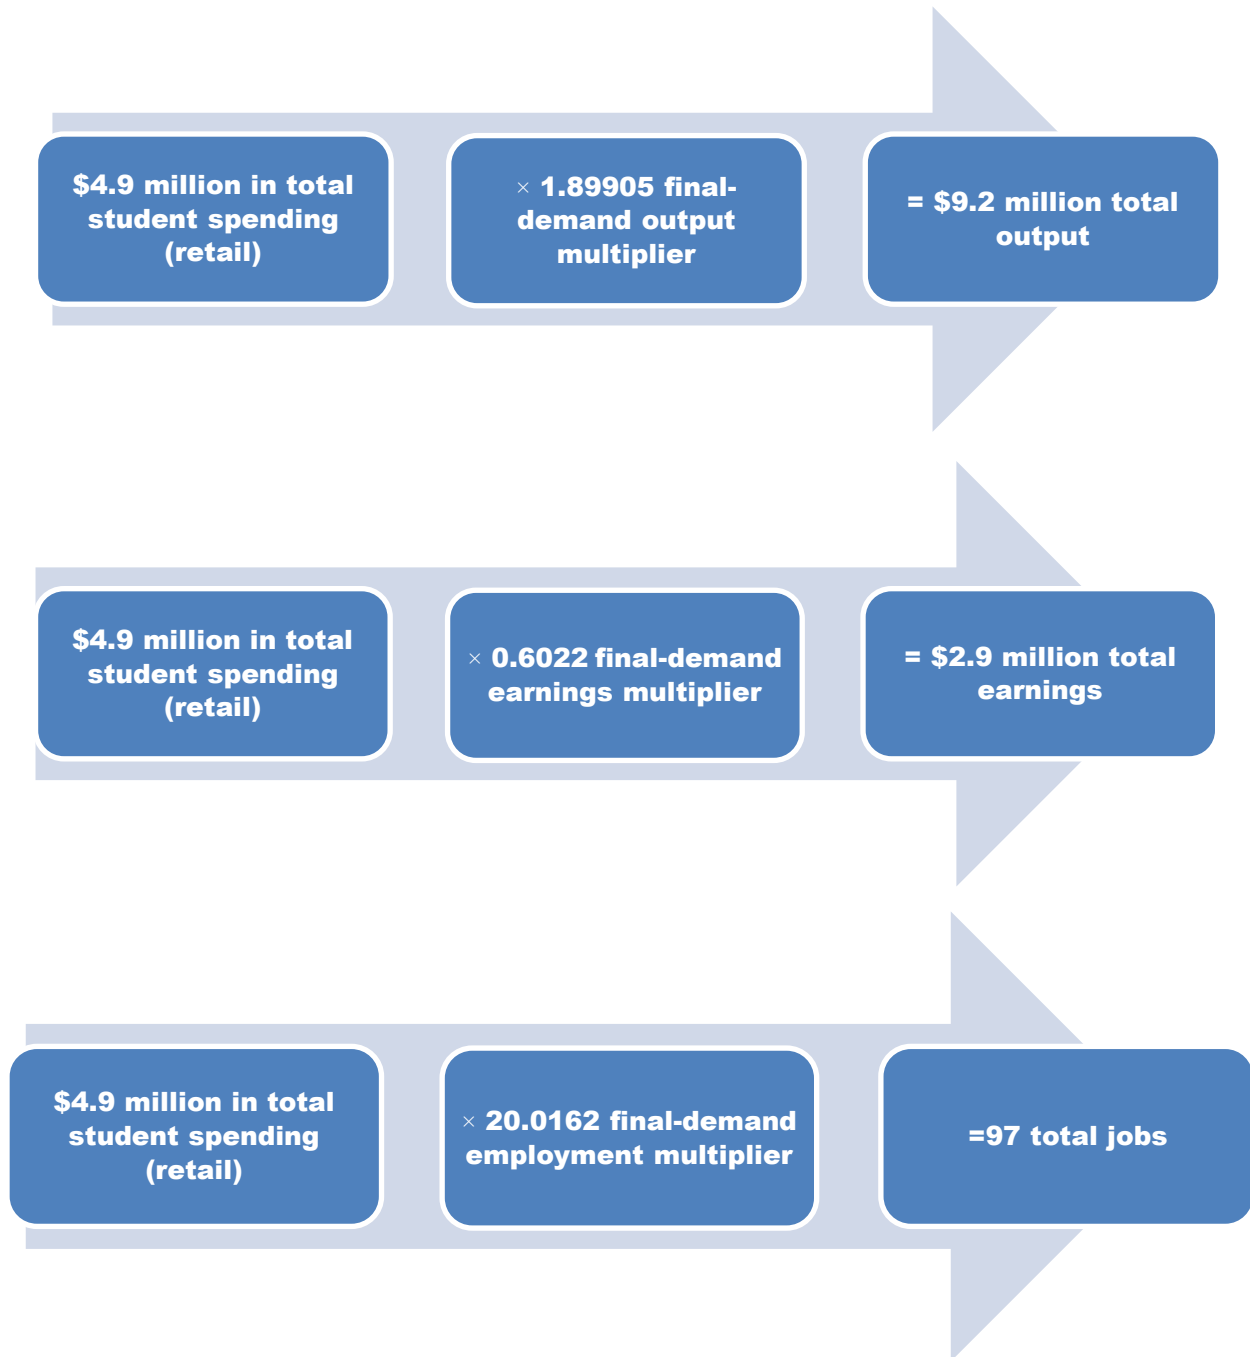 $4.9 million in total
student spending
(retail)
× 1.89905 final-
demand output
multiplier
= $9.2 million total
output
$4.9 million in total
student spending
(retail)
× 0.6022 final-demand
earnings multiplier
= $2.9 million total
earnings
$4.9 million in total
student spending
(retail)
× 20.0162 final-demand
employment multiplier
=97 total jobs